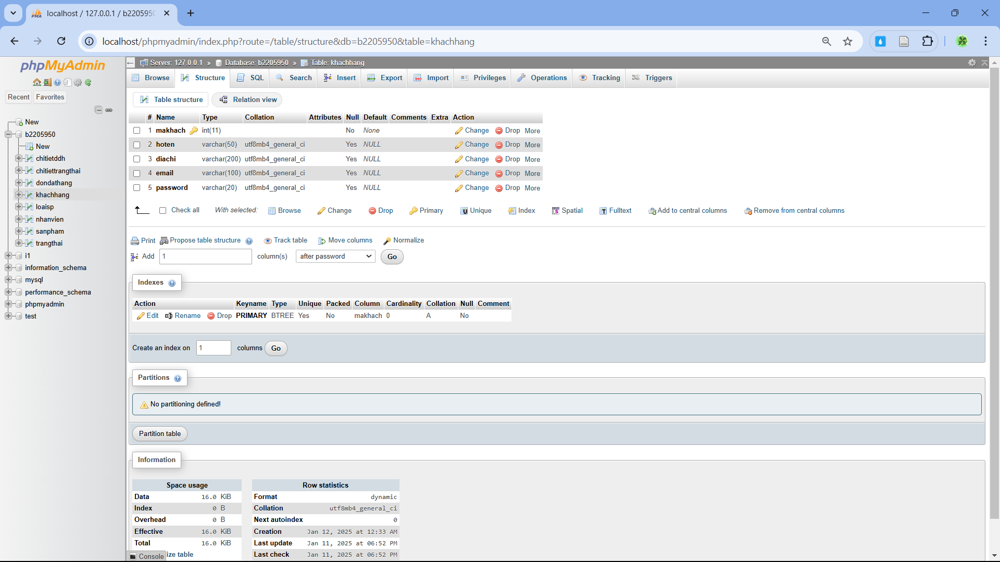 localhost / 127.0.0.1 / b2205950
localhost/phpmyadmin/index.php?route=/table/structure&db=b2205950&table=khachhang
phpMyAdmin
Recent Favorites
New
b2205950
New
chitietddh
chitiettrangthai
dondathang
khachhang
loaisp
nhanvien
sanpham
trangthai
i1
information_schema
mysql
performance_schema
phpmyadmin
test
Server: 127.0.0.1 » Database: b2205950 » Table: khachhang
Browse Structure SQL Search Insert Export Import Privileges Operations Tracking Triggers
Table structure Relation view
# Name Type Collation Attributes Null Default Comments Extra Action
1 makhach int(11) No None Change Drop More
2 hoten varchar(50) utf8mb4_general_ci Yes NULL Change Drop More
3 diachi varchar(200) utf8mb4_general_ci Yes NULL Change Drop More
4 email varchar(100) utf8mb4_general_ci Yes NULL Change Drop More
5 password varchar(20) utf8mb4_general_ci Yes NULL Change Drop More
Check all With selected: Browse Change Drop Primary Unique Index Spatial Fulltext Add to central columns Remove from central columns
Print Propose table structure Track table Move columns Normalize
Add 1 column(s) after password Go
Indexes
Action Keyname Type Unique Packed Column Cardinality Collation Null Comment
Edit Rename Drop PRIMARY BTREE Yes No makhach 0 A No
Create an index on 1 columns Go
Partitions
No partitioning defined!
Partition table
Information
Space usage
Data 16.0 KiB
Index 0 B
Overhead 0 B
Effective 16.0 KiB
Total 16.0 KiB
ize table
Row statistics
Format dynamic
Collation utf8mb4_general_ci
Next autoindex 0
Creation Jan 12, 2025 at 12:33 AM
Last update Jan 11, 2025 at 06:52 PM
Last check Jan 11, 2025 at 06:52 PM
Console